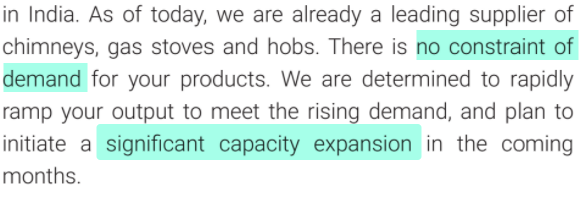 in India. As of today, we are already a leading supplier of
chimneys, gas stoves and hobs. There is no constraint of
demand for your products. We are determined to rapidly
ramp your output to meet the rising demand, and plan to
initiate a significant capacity expansion in the coming
months.